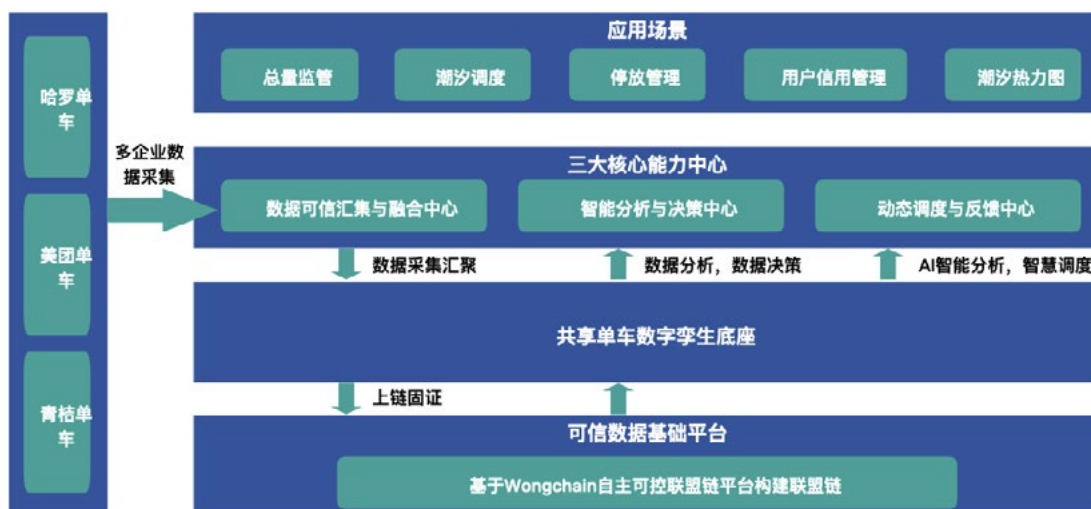 哈罗单
车
美团单
车
青桔单
车
多企业数
据采集
应用场景
总量监管
潮汐调度
停放管理
用户信用管理
潮汐热力图
三大核心能力中心
数据可信汇集与融合中心
智能分析与决策中心
动态调度与反馈中心
数据采集汇聚
数据分析，数据决策
AI智能分析，智慧调度
共享单车数字孪生底座
上链固证
可信数据基础平台
基于Wongchain自主可控联盟链平台构建联盟链